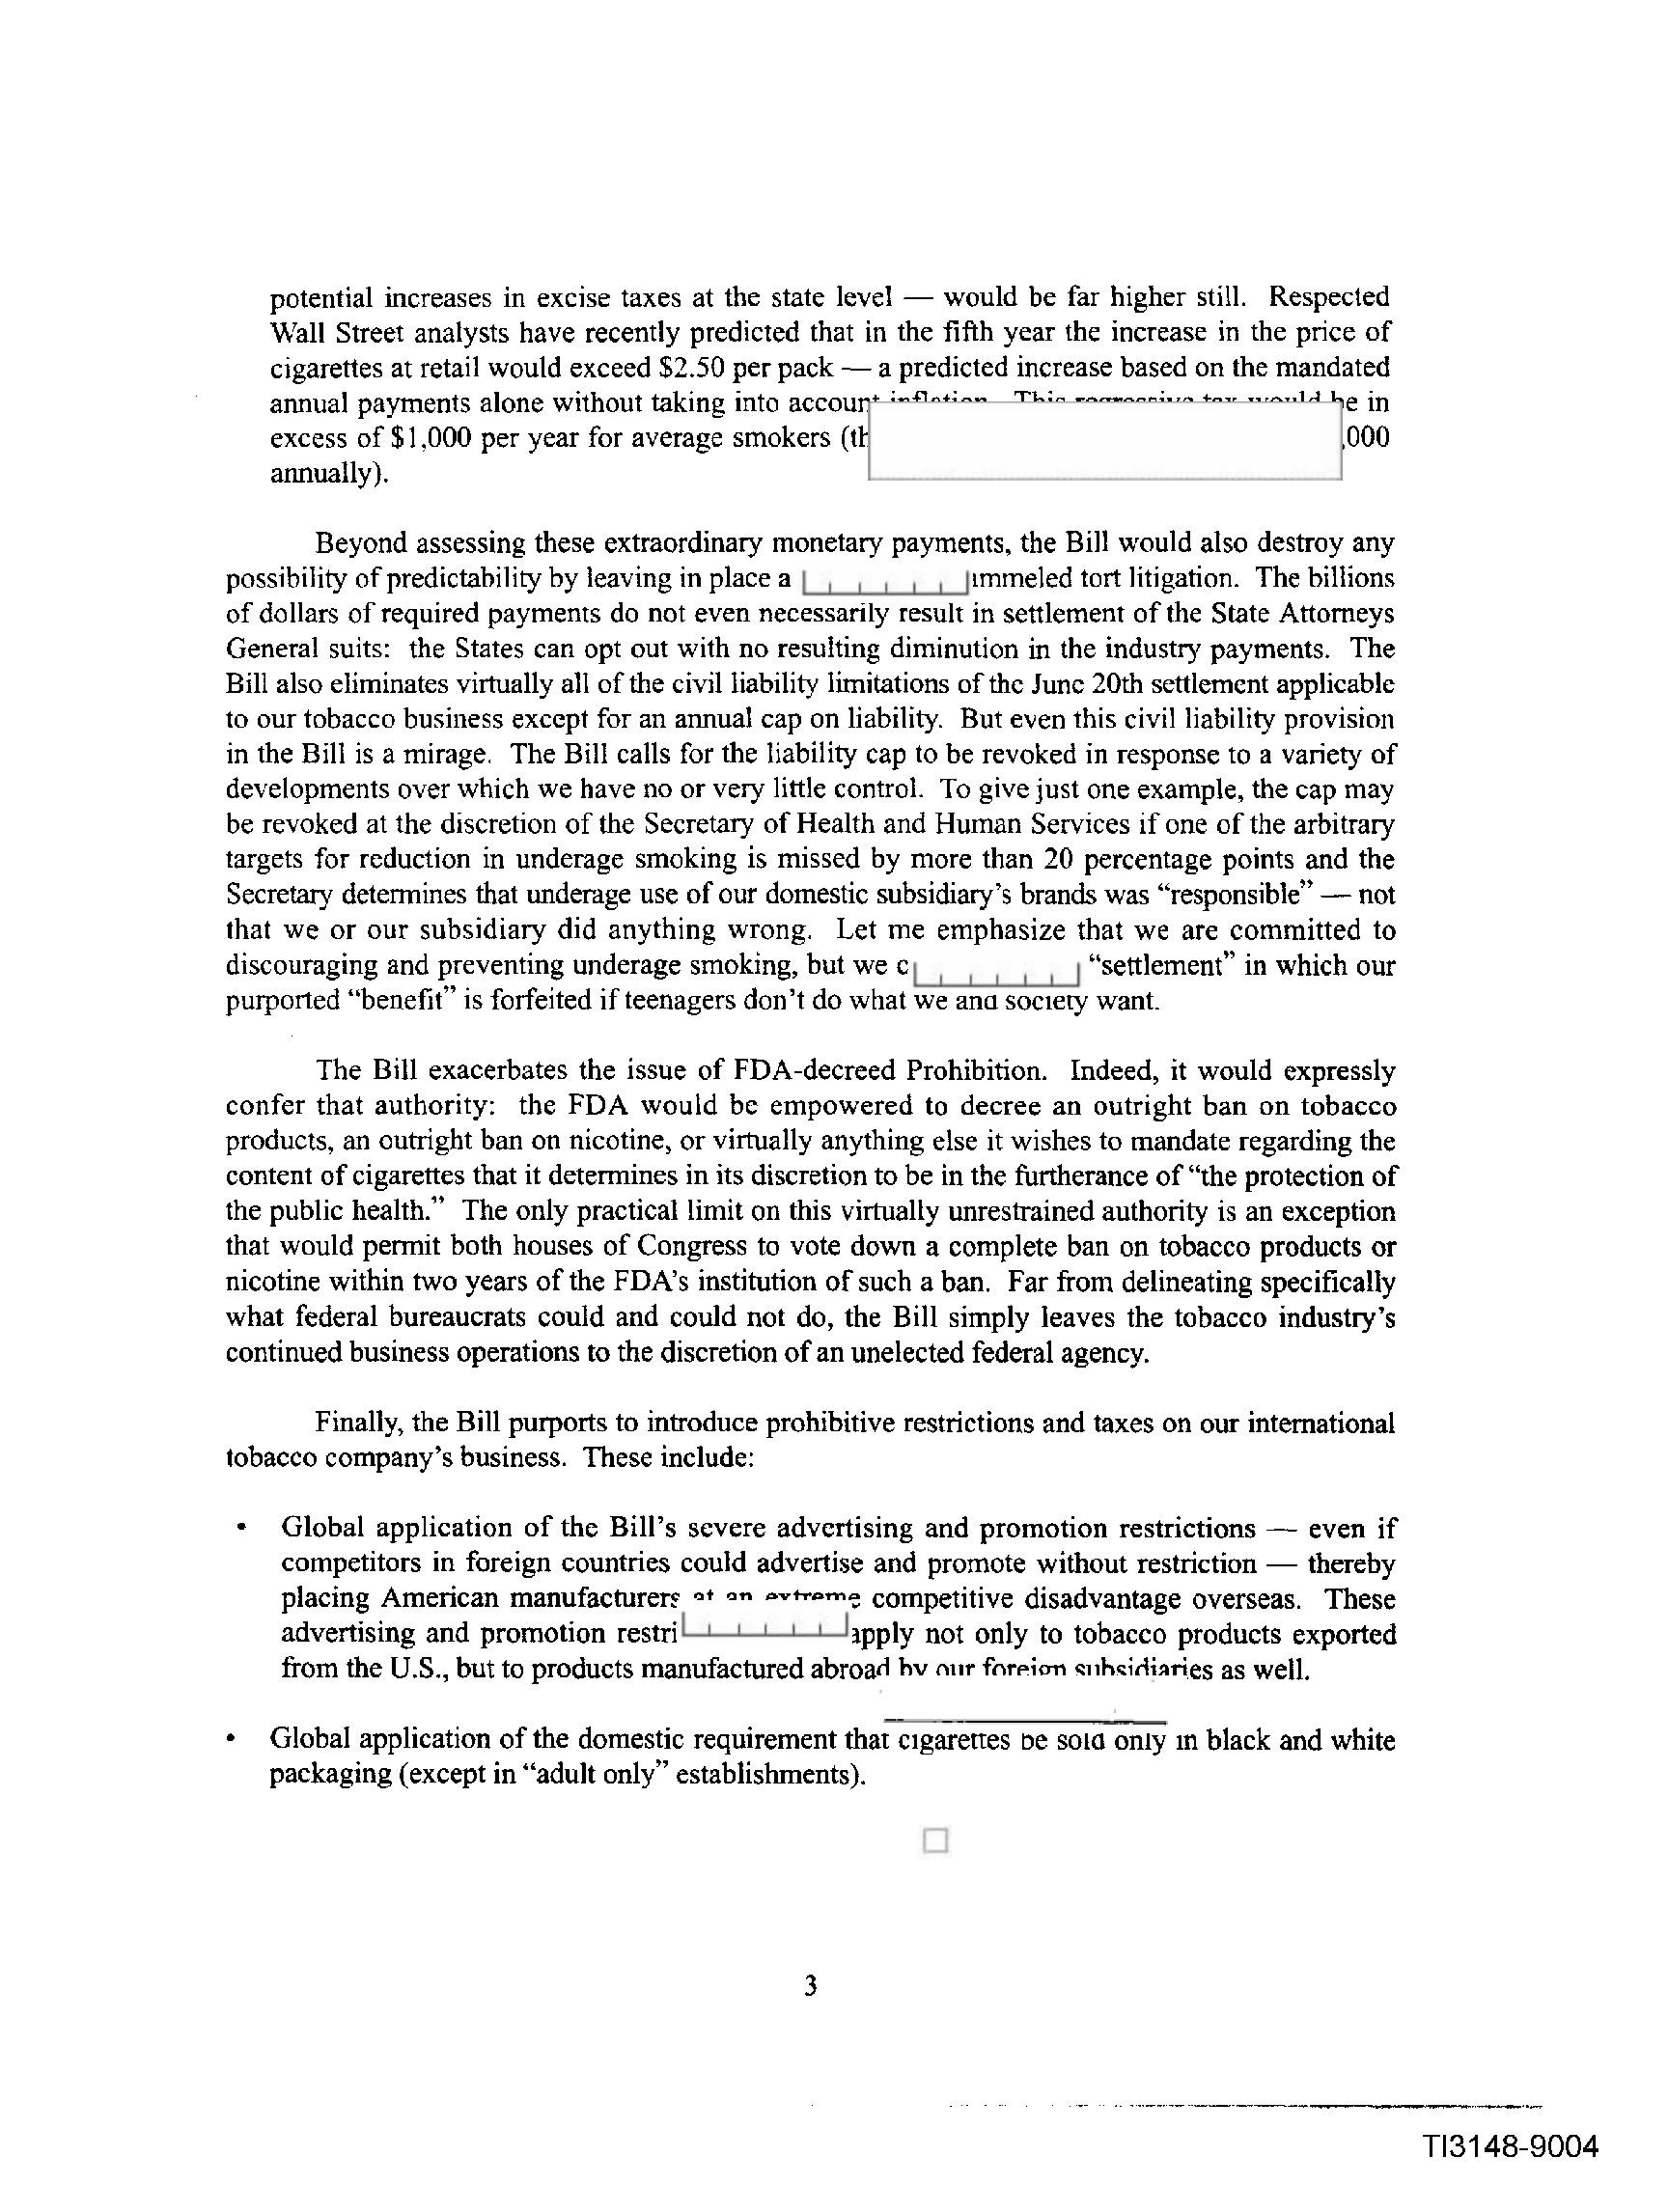 potential increases in excise taxes at the state level — would be far higher still. Respected
Wall Street analysts have recently predicted that in the fifth year the increase in the price of
cigarettes at retail would exceed $2.50 per pack — a predicted increase based on the mandated
annual payments alone without taking into account inflation. This regressive tax would be in
excess of $1,000 per year for average smokers ,000
annually).
Beyond assessing these extraordinary monetary payments, the Bill would also destroy any
possibility of predictability by leaving in place a tort litigation. The billions
of dollars of required payments do not even necessarily result in settlement of the State Attorneys
General suits: the States can opt out with no resulting diminution in the industry payments. The
Bill also eliminates virtually all of the civil liability limitations of the June 20th settlement applicable
to our tobacco business except for an annual cap on liability. But even this civil liability provision
in the Bill is a mirage. The Bill calls for the liability cap to be revoked in response to a variety of
developments over which we have no or very little control. To give just one example, the cap may
be revoked at the discretion of the Secretary of Health and Human Services if one of the arbitrary
targets for reduction in underage smoking is missed by more than 20 percentage points and the
Secretary determines that underage use of our domestic subsidiary's brands was “responsible” — not
that we or our subsidiary did anything wrong. Let me emphasize that we are committed to
discouraging and preventing underage smoking, but we “settlement” in which our
purported “benefit” is forfeited if teenagers don't do what we and society want.
The Bill exacerbates the issue of FDA-decreed Prohibition. Indeed, it would expressly
confer that authority: the FDA would be empowered to decree an outright ban on tobacco
products, an outright ban on nicotine, or virtually anything else it wishes to mandate regarding the
content of cigarettes that it determines in its discretion to be in the furtherance of “the protection of
the public health.” The only practical limit on this virtually unrestrained authority is an exception
that would permit both houses of Congress to vote down a complete ban on tobacco products or
nicotine within two years of the FDA's institution of such a ban. Far from delineating specifically
what federal bureaucrats could and could not do, the Bill simply leaves the tobacco industry's
continued business operations to the discretion of an unelected federal agency.
Finally, the Bill purports to introduce prohibitive restrictions and taxes on our international
tobacco company's business. These include:
• Global application of the Bill's severe advertising and promotion restrictions — even if
competitors in foreign countries could advertise and promote without restriction — thereby
placing American manufacturers at an extreme competitive disadvantage overseas. These
advertising and promotion apply not only to tobacco products exported
from the U.S., but to products manufactured abroad by our foreign subsidiaries as well.
• Global application of the domestic requirement that cigarettes be sold only in black and white
packaging (except in “adult only” establishments).
3
TI3148-9004